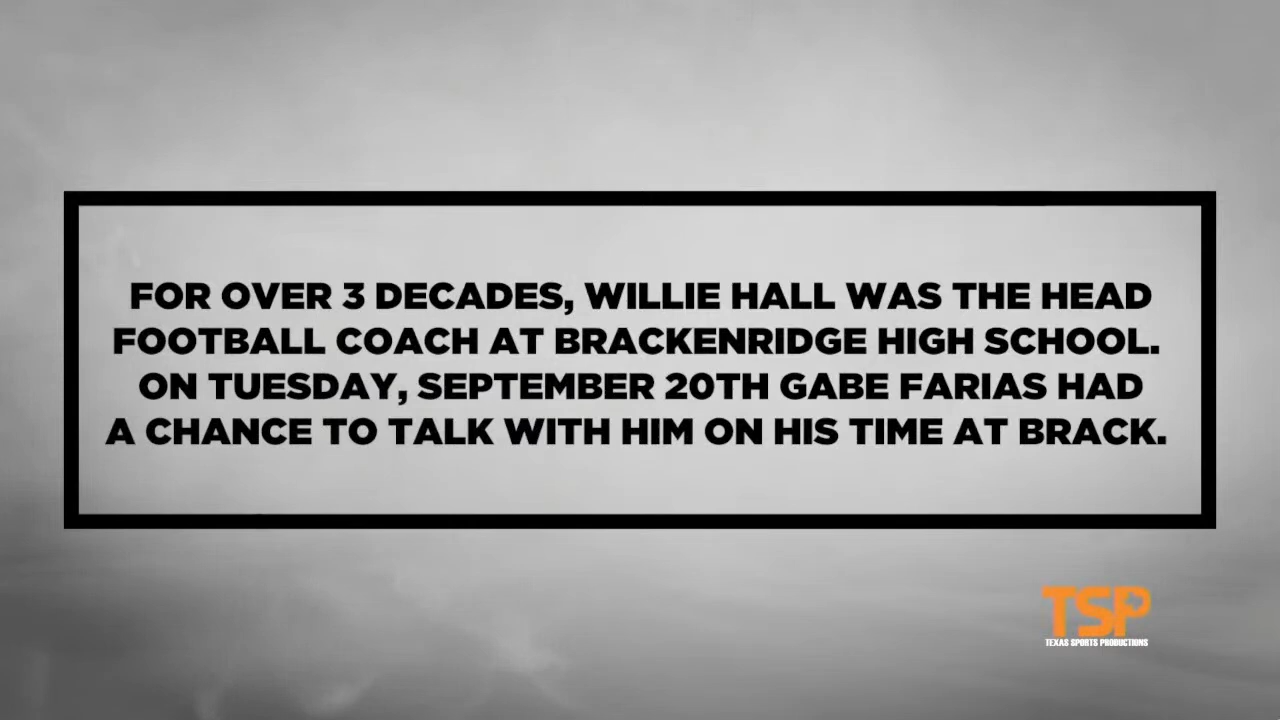 FOR OVER 3 DECADES, WILLIE HALL WAS THE HEAD
FOOTBALL COACH AT BRACKENRIDGE HIGH SCHOOL.
ON TUESDAY, SEPTEMBER 20TH GABE FARIAS HAD
A CHANCE TO TALK WITH HIM ON HIS TIME AT BRACK.
TSP
TEXAS SPORTS PRODUCTIONS